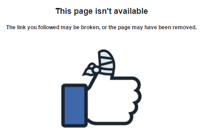 This page isn't available
The link you followed may be broken, or the page may have been removed.